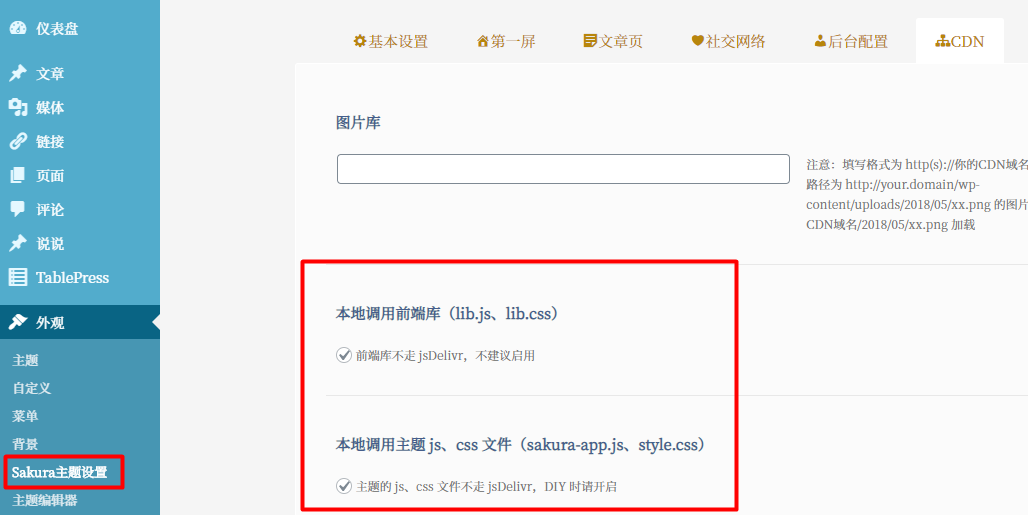 仪表盘
文章
媒体
链接
页面
评论
说说
TablePress
外观
主题
自定义
菜单
背景
Sakura主题设置
主题编辑器
基本设置
第一屏
文章页
社交网络
后台配置
CDN
图片库
注意：填写格式为 http(s)://你的CDN域名
路径为 http://your.domain/wp-
content/uploads/2018/05/xx.png 的图片
CDN域名/2018/05/xx.png 加载
本地调用前端库（lib.js、lib.css）
前端库不走 jsDelivr，不建议启用
本地调用主题 js、css 文件（sakura-app.js、style.css）
主题的 js、css 文件不走 jsDelivr，DIY 时请开启